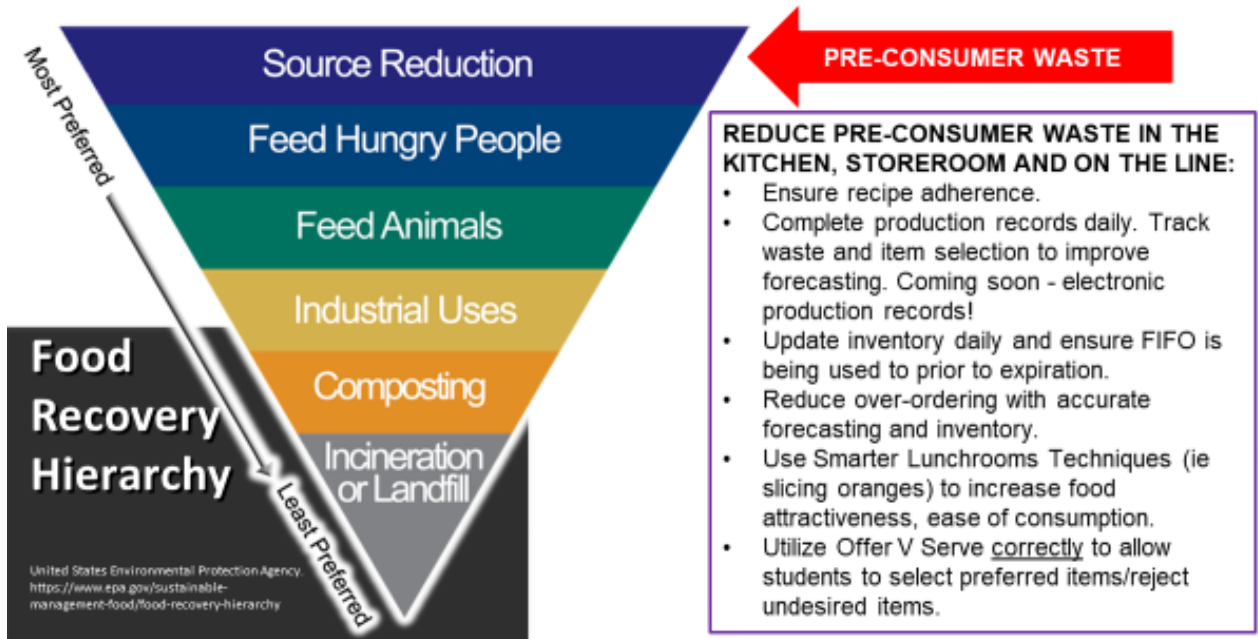 Most Preferred
Least Preferred
Source Reduction
Feed Hungry People
Feed Animals
Industrial Uses
Composting
Incineration
or Landfill
Food
Recovery
Hierarchy
United States Environmental Protection Agency.
https://www.epa.gov/sustainable-
management-food/food-recovery-hierarchy
PRE-CONSUMER WASTE
REDUCE PRE-CONSUMER WASTE IN THE
KITCHEN, STOREROOM AND ON THE LINE:
• Ensure recipe adherence.
• Complete production records daily. Track
waste and item selection to improve
forecasting. Coming soon - electronic
production records!
• Update inventory daily and ensure FIFO is
being used to prior to expiration.
• Reduce over-ordering with accurate
forecasting and inventory.
• Use Smarter Lunchrooms Techniques (ie
slicing oranges) to increase food
attractiveness, ease of consumption.
• Utilize Offer V Serve correctly to allow
students to select preferred items/reject
undesired items.